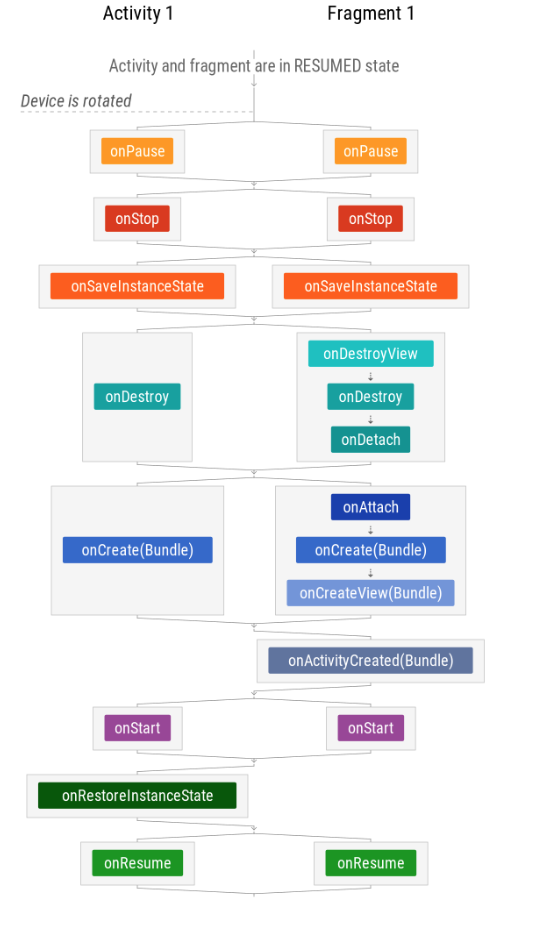 Activity 1 Fragment 1
Activity and fragment are in RESUMED state
Device is rotated
onPause onPause
onStop onStop
onSaveInstanceState onSaveInstanceState
onDestroyView
onDestroy onDestroy
onDetach
onAttach
onCreate(Bundle) onCreate(Bundle)
onCreateView(Bundle)
onActivityCreated(Bundle)
onStart onStart
onRestoreInstanceState
onResume onResume